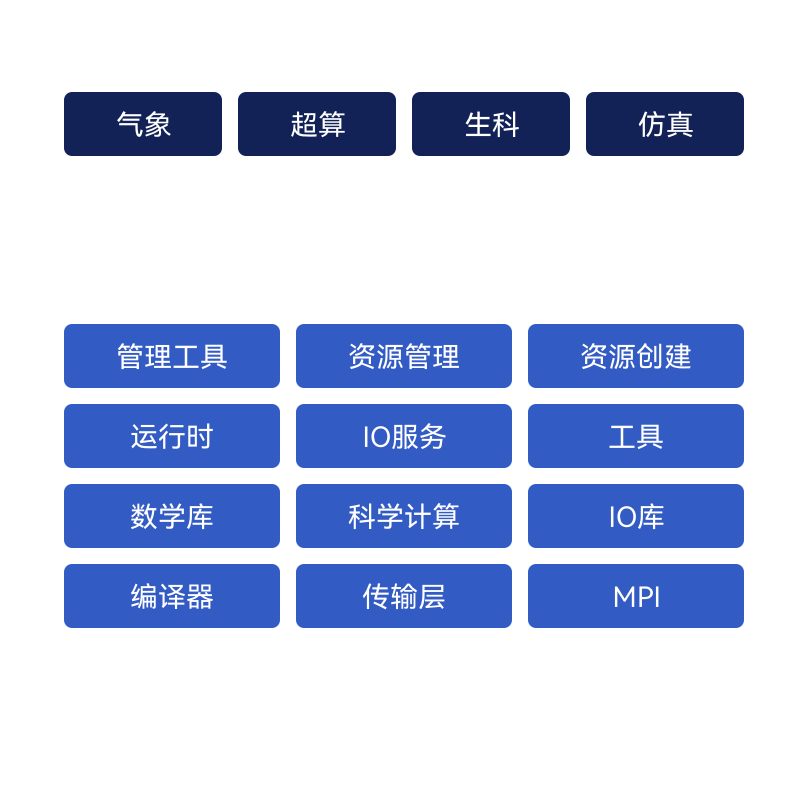 气象 超算 生科 仿真
管理工具 资源管理 资源创建
运行时 IO服务 工具
数学库 科学计算 IO库
编译器 传输层 MPI